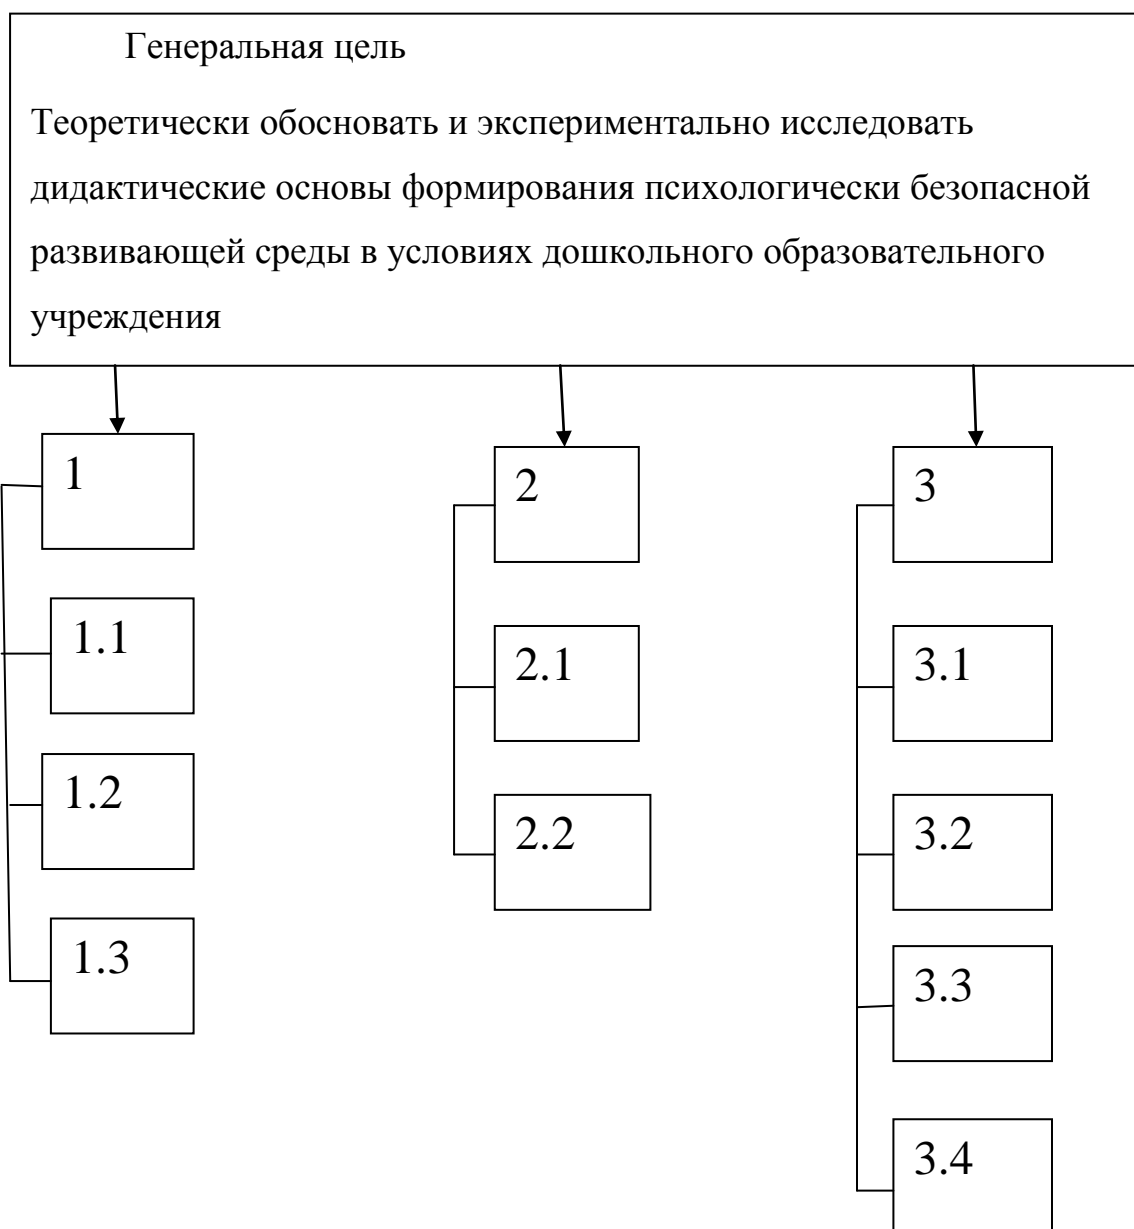 Генеральная цель
Теоретически обосновать и экспериментально исследовать
дидактические основы формирования психологически безопасной
развивающей среды в условиях дошкольного образовательного
учреждения
1
2
3
1.1
2.1
3.1
1.2
2.2
3.2
1.3
3.3
3.4